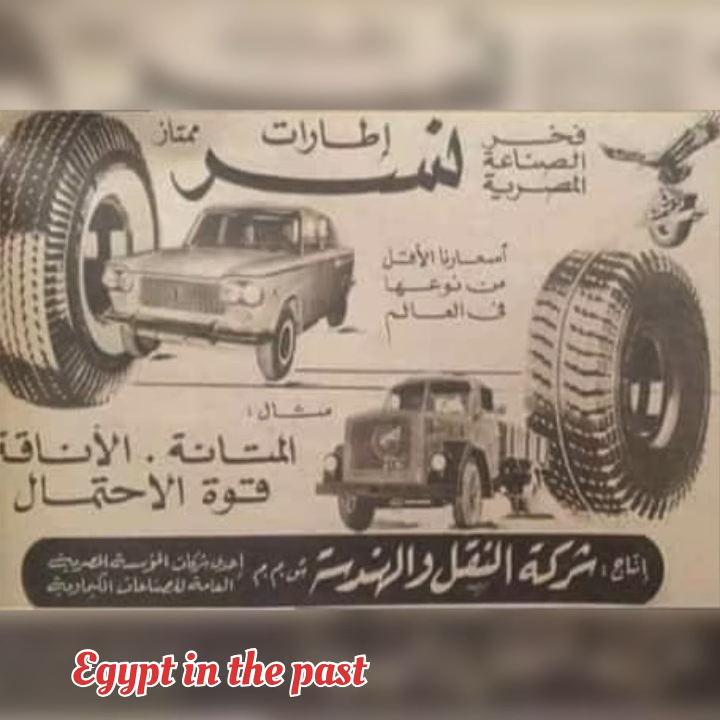 فخر
الصناعة
المصرية
إطارات
نسر
ممتاز
أسعارنا الأقل
من نوعها
فى العالم
مثال:
المتانة . الأناقة
قوة الاحتمال
إنتاج: شركة النقل والهندسة ش.م.م
إحدى شركات المؤسسة المصرية
العامة للصناعات الكيماوية
Egypt in the past